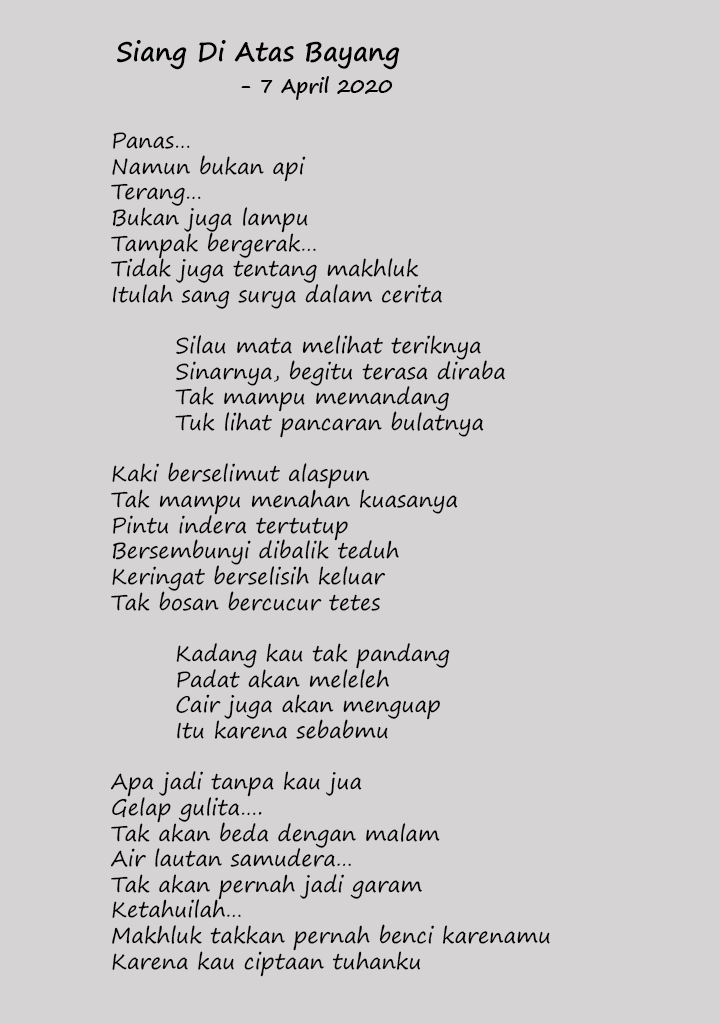 Siang Di Atas Bayang
- 7 April 2020
Panas...
Namun bukan api
Terang...
Bukan juga lampu
Tampak bergerak...
Tidak juga tentang makhluk
Itulah sang surya dalam cerita
Silau mata melihat teriknya
Sinarnya, begitu terasa diraba
Tak mampu memandang
Tuk lihat pancaran bulatnya
Kaki berselimut alaspun
Tak mampu menahan kuasanya
Pintu indera tertutup
Bersembunyi dibalik teduh
Keringat berselisih keluar
Tak bosan bercucur tetes
Kadang kau tak pandang
Padat akan meleleh
Cair juga akan menguap
Itu karena sebabmu
Apa jadi tanpa kau jua
Gelap gulita....
Tak akan beda dengan malam
Air lautan samudera...
Tak akan pernah jadi garam
Ketahuilah...
Makhluk takkan pernah benci karenamu
Karena kau ciptaan tuhanku